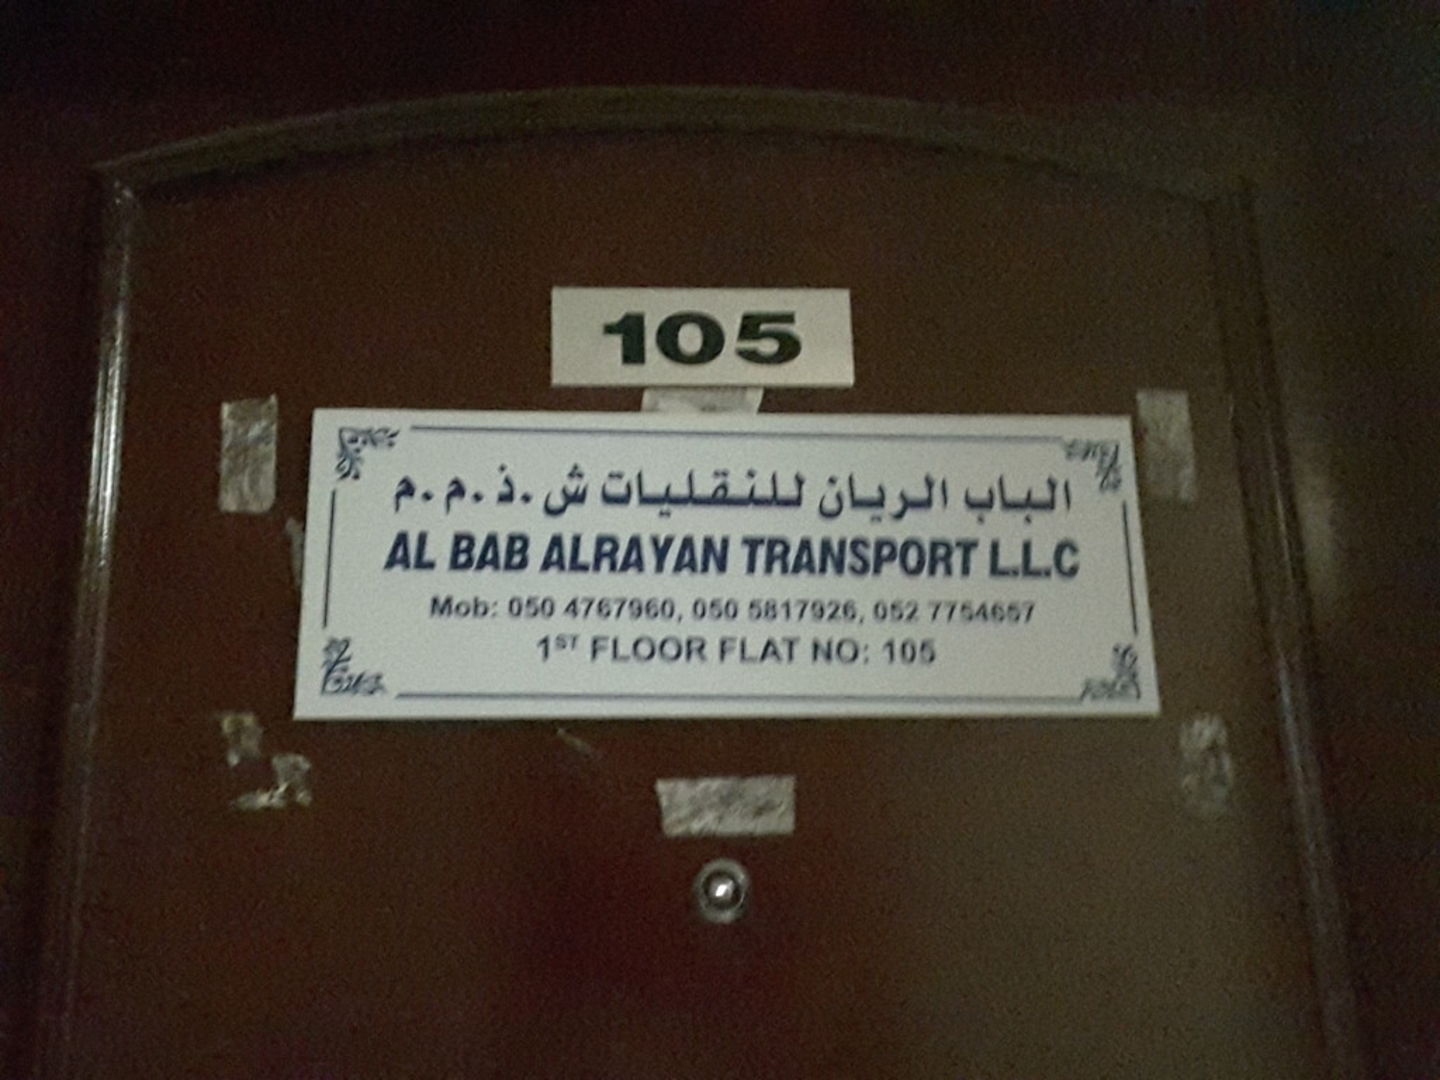 105
الباب الريان للنقليات ش.ذ.م.م
AL BAB ALRAYAN TRANSPORT L.L.C
Mob: 050 4767960, 050 5817926, 052 7754657
1ST FLOOR FLAT NO: 105